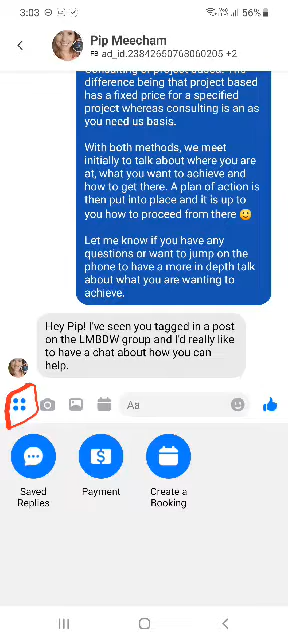 3:03
56%
Pip Meecham
ad_id.23842650768060205 +2
difference being that project based
has a fixed price for a specified
project whereas consulting is an as
you need us basis.
With both methods, we meet
initially to talk about where you are
at, what you want to achieve and
how to get there. A plan of action is
then put into place and it is up to
you how to proceed from there 🙂
Let me know if you have any
questions or want to jump on the
phone to have a more in depth talk
about what you are wanting to
achieve.
Hey Pip! I've seen you tagged in a post
on the LMBDW group and I'd really like
to have a chat about how you can
help.
Aa
Saved
Replies
Payment
Create a
Booking